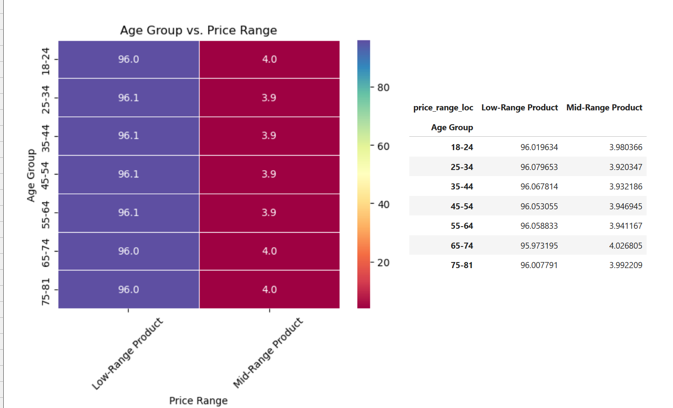 Age Group vs. Price Range
Age Group
18-24 96.0 4.0
25-34 96.1 3.9
35-44 96.1 3.9
45-54 96.1 3.9
55-64 96.1 3.9
65-74 96.0 4.0
75-81 96.0 4.0
Low-Range Product Mid-Range Product
Price Range
80
60
40
20
price_range_loc Low-Range Product Mid-Range Product
Age Group
18-24 96.019634 3.980366
25-34 96.079653 3.920347
35-44 96.067814 3.932186
45-54 96.053055 3.946945
55-64 96.058833 3.941167
65-74 95.973195 4.026805
75-81 96.007791 3.992209